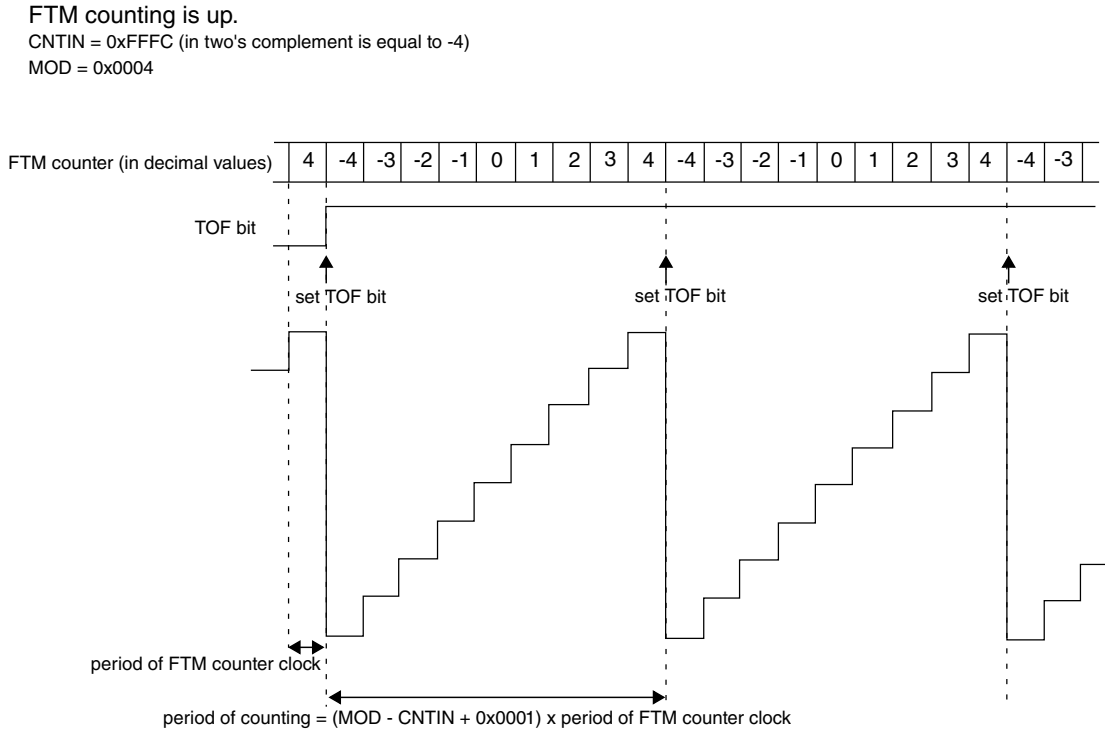 FTM counting is up.
CNTIN = 0xFFFC (in two's complement is equal to -4)
MOD = 0x0004
FTM counter (in decimal values) 4 -4 -3 -2 -1 0 1 2 3 4 -4 -3 -2 -1 0 1 2 3 4 -4 -3
TOF bit
set TOF bit set TOF bit set TOF bit
period of FTM counter clock
period of counting = (MOD - CNTIN + 0x0001) x period of FTM counter clock